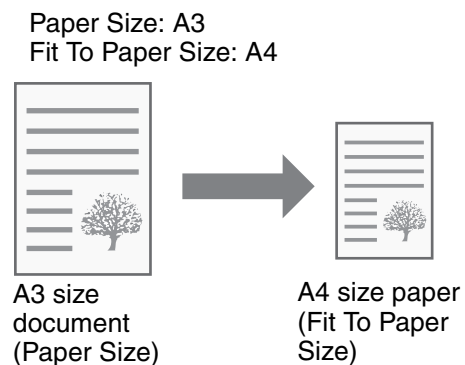 Paper Size: A3
Fit To Paper Size: A4
A3 size
document
(Paper Size)
A4 size paper
(Fit To Paper
Size)